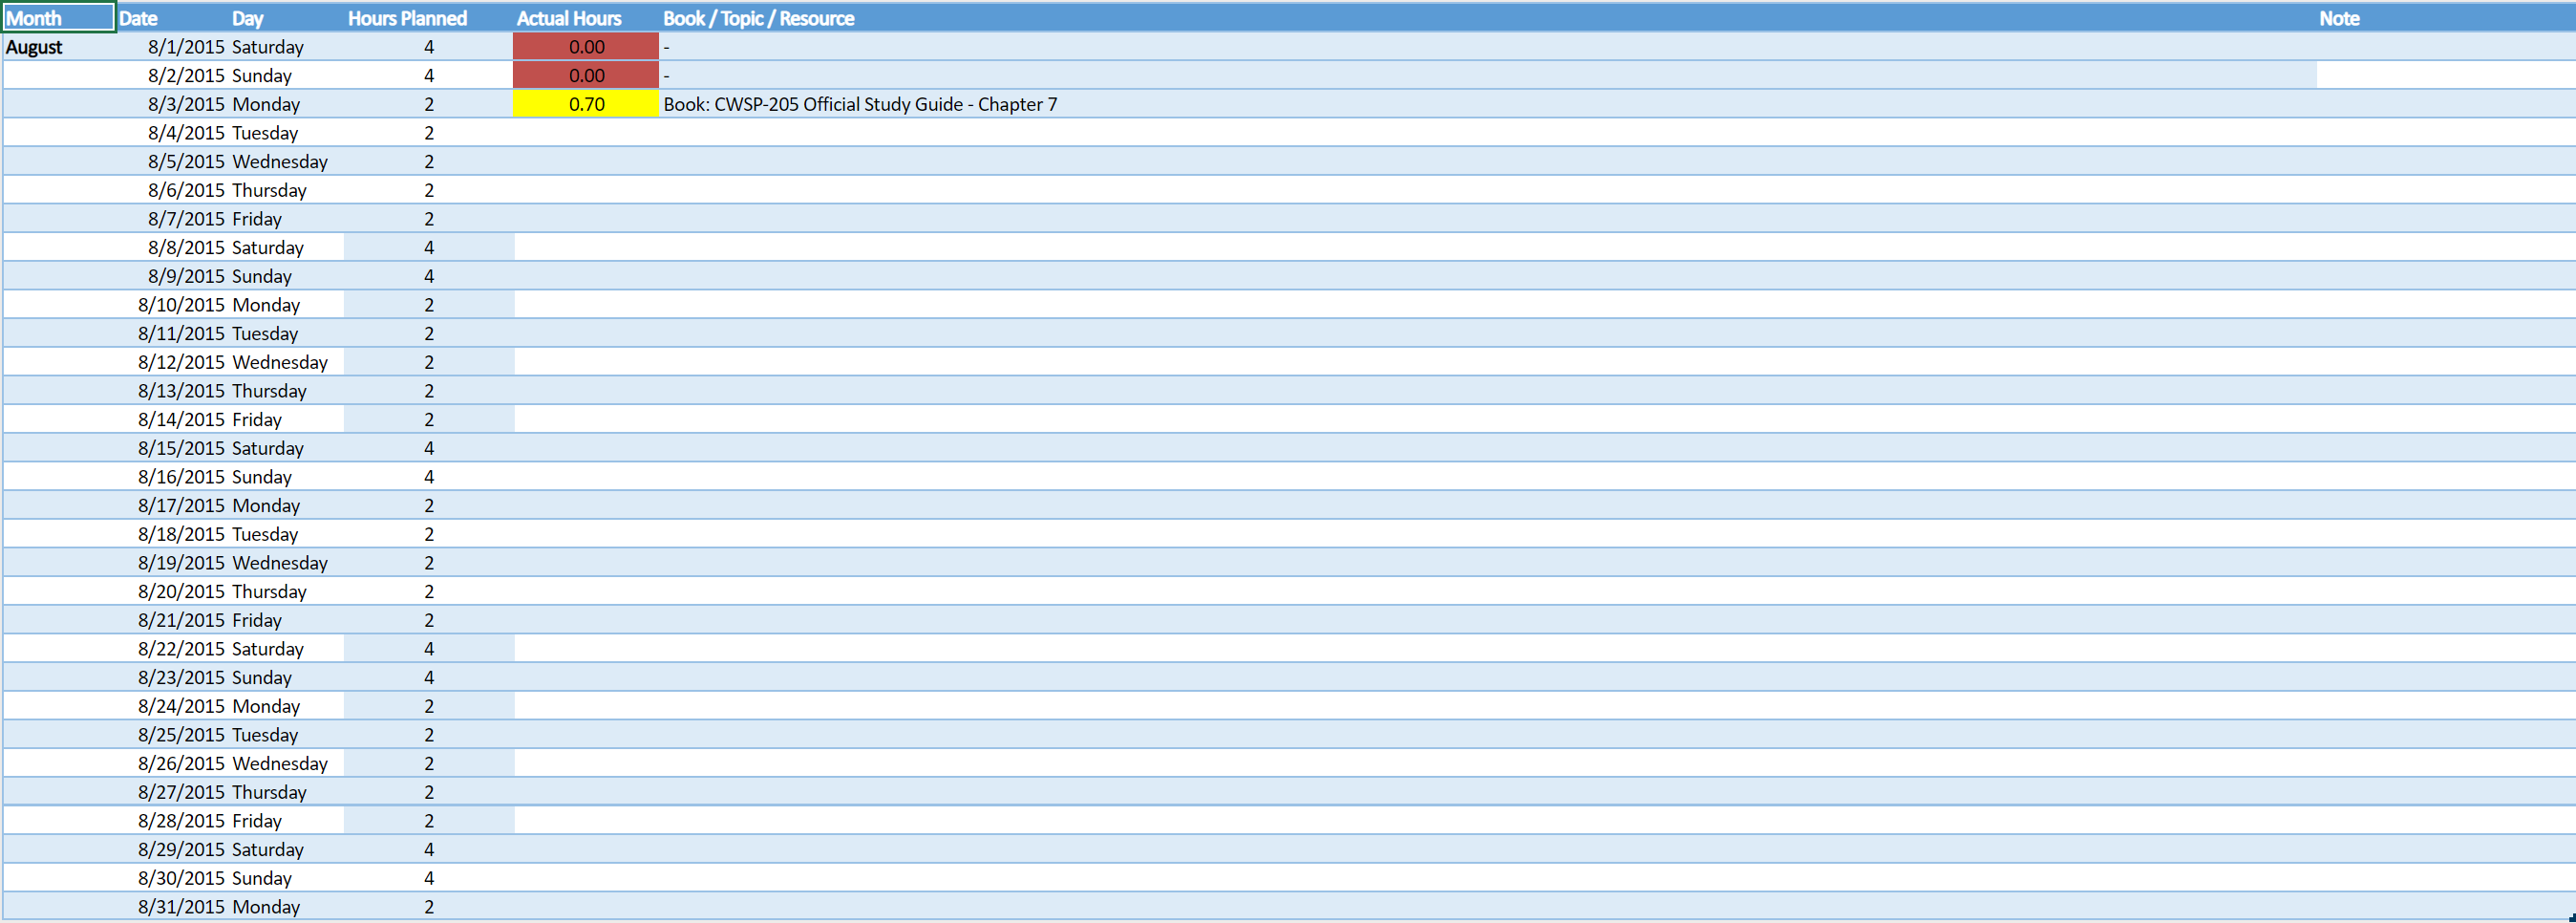 Month Date Day Hours Planned Actual Hours Book / Topic / Resource Note
August 8/1/2015 Saturday 4 0.00 -
8/2/2015 Sunday 4 0.00 -
8/3/2015 Monday 2 0.70 Book: CWSP-205 Official Study Guide - Chapter 7
8/4/2015 Tuesday 2
8/5/2015 Wednesday 2
8/6/2015 Thursday 2
8/7/2015 Friday 2
8/8/2015 Saturday 4
8/9/2015 Sunday 4
8/10/2015 Monday 2
8/11/2015 Tuesday 2
8/12/2015 Wednesday 2
8/13/2015 Thursday 2
8/14/2015 Friday 2
8/15/2015 Saturday 4
8/16/2015 Sunday 4
8/17/2015 Monday 2
8/18/2015 Tuesday 2
8/19/2015 Wednesday 2
8/20/2015 Thursday 2
8/21/2015 Friday 2
8/22/2015 Saturday 4
8/23/2015 Sunday 4
8/24/2015 Monday 2
8/25/2015 Tuesday 2
8/26/2015 Wednesday 2
8/27/2015 Thursday 2
8/28/2015 Friday 2
8/29/2015 Saturday 4
8/30/2015 Sunday 4
8/31/2015 Monday 2